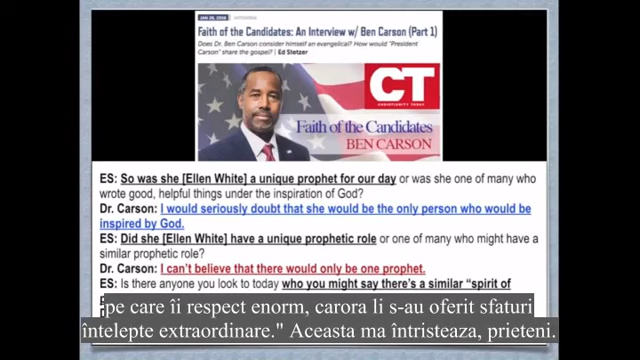 JAN 26, 2016 INTERVIEWS
Faith of the Candidates: An Interview w/ Ben Carson (Part 1)
Does Dr. Ben Carson consider himself an evangelical? How would "President
Carson" share the gospel? | Ed Stetzer
CT
CHRISTIANITY TODAY
Faith of the Candidates
BEN CARSON
ES: So was she [Ellen White] a unique prophet for our day or was she one of many who
wrote good, helpful things under the inspiration of God?
Dr. Carson: I would seriously doubt that she would be the only person who would be
inspired by God.
ES: Did she [Ellen White] have a unique prophetic role or one of many who might have a
similar prophetic role?
Dr. Carson: I can't believe that there would only be one prophet.
ES: Is there anyone you look to today who you might say there's a similar "spirit of
-pe care îi respect enorm, carora li s-au oferit sfaturi
întelepte extraordinare." Aceasta ma întristeaza, prieteni.